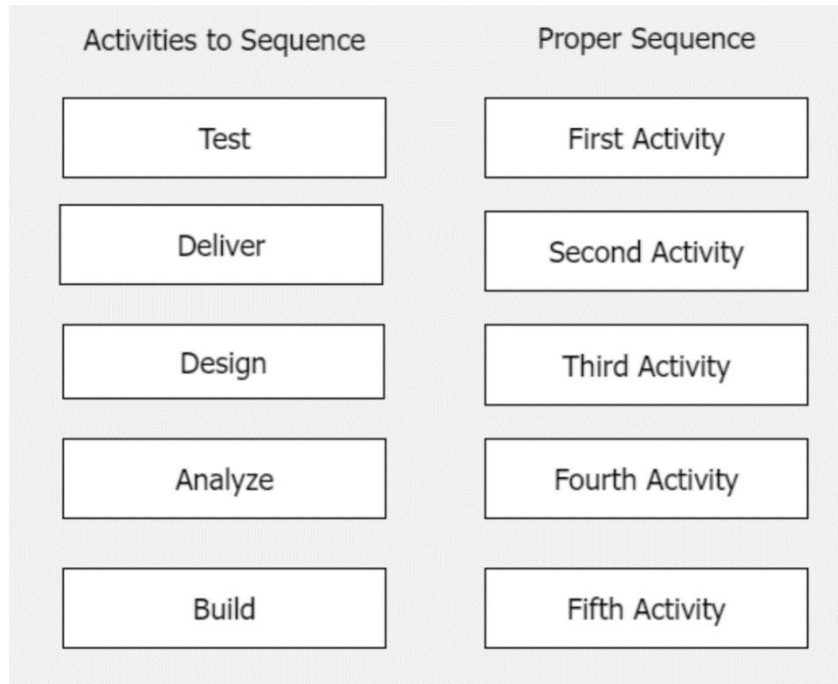 Activities to Sequence
Proper Sequence
Test
First Activity
Deliver
Second Activity
Design
Third Activity
Analyze
Fourth Activity
Build
Fifth Activity